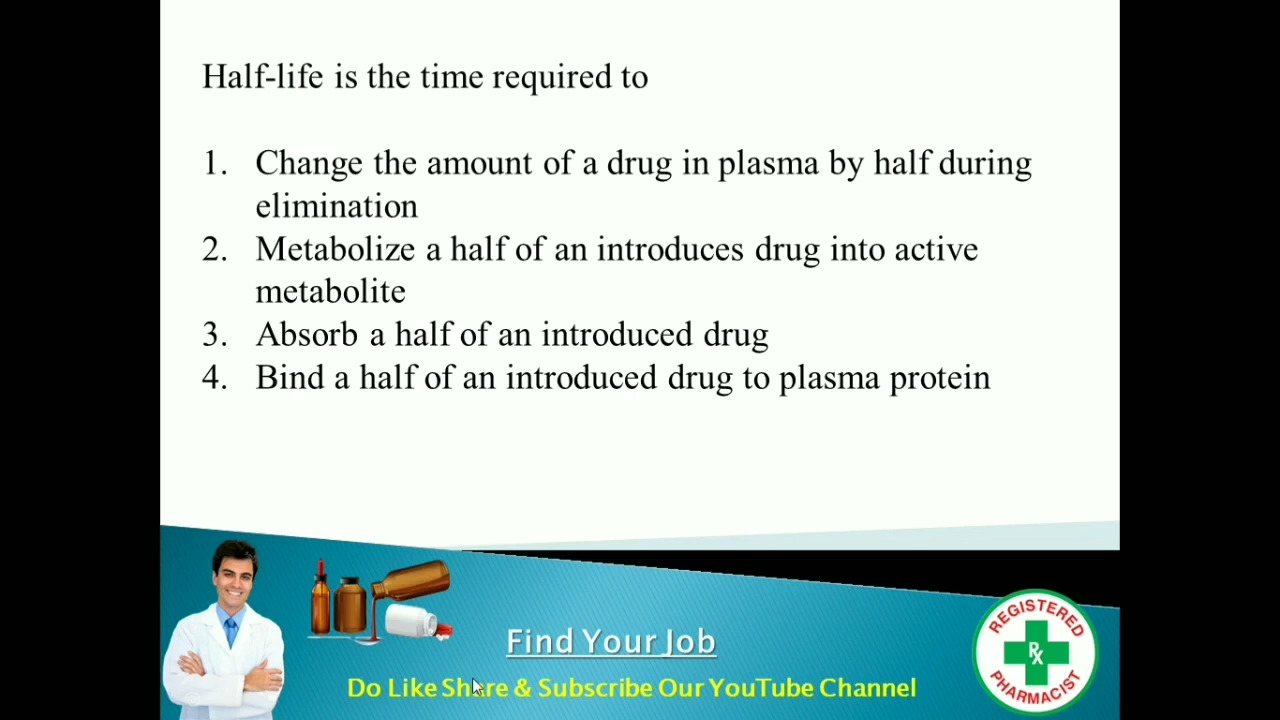 Half-life is the time required to
1. Change the amount of a drug in plasma by half during
elimination
2. Metabolize a half of an introduces drug into active
metabolite
3. Absorb a half of an introduced drug
4. Bind a half of an introduced drug to plasma protein
Find Your Job
Do Like Share & Subscribe Our YouTube Channel
REGISTERED
Rx
PHARMACIST